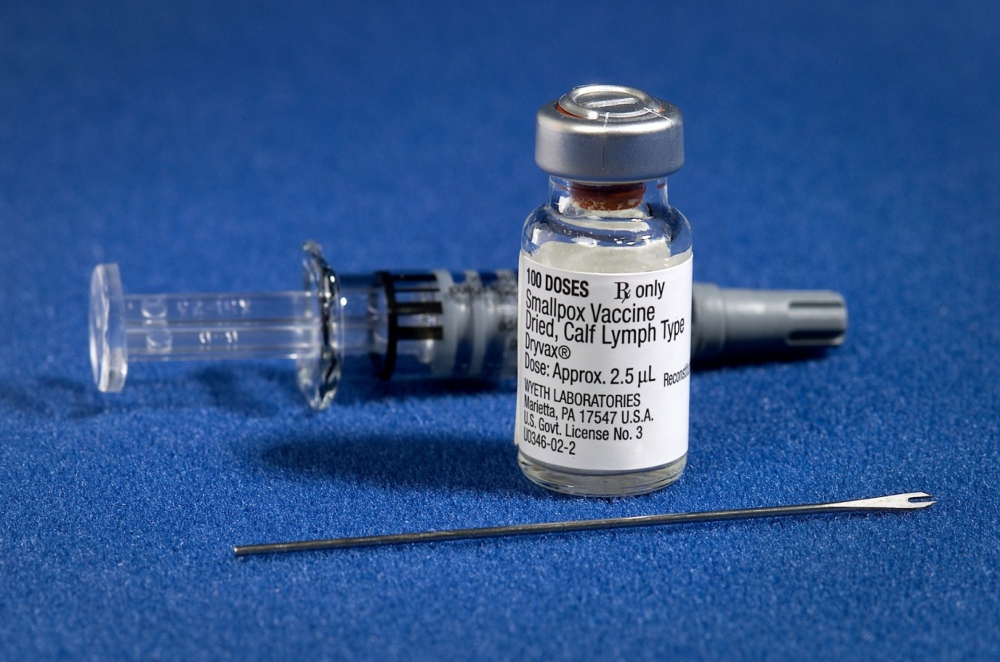 100 DOSES ℞ only
Smallpox Vaccine
Dried, Calf Lymph Type
Dryvax®
Dose: Approx. 2.5 µL
WYETH LABORATORIES
Marietta, PA 17547 U.S.A.
U.S. Govt. License No. 3
U0346-02-2